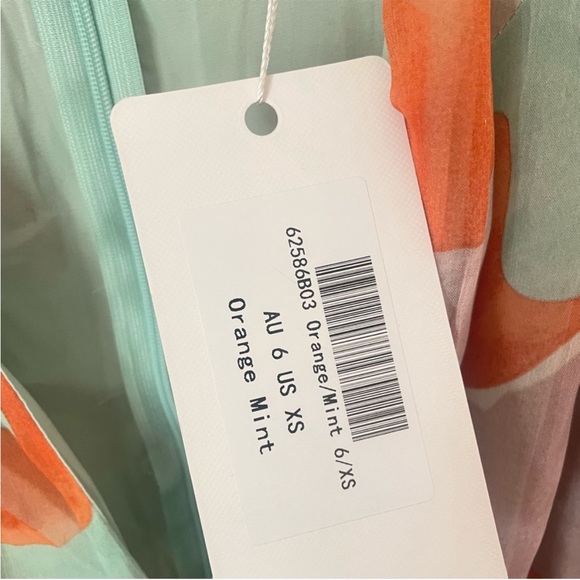 62586B03 Orange/Mint 6/XS
AU 6 US XS
Orange Mint